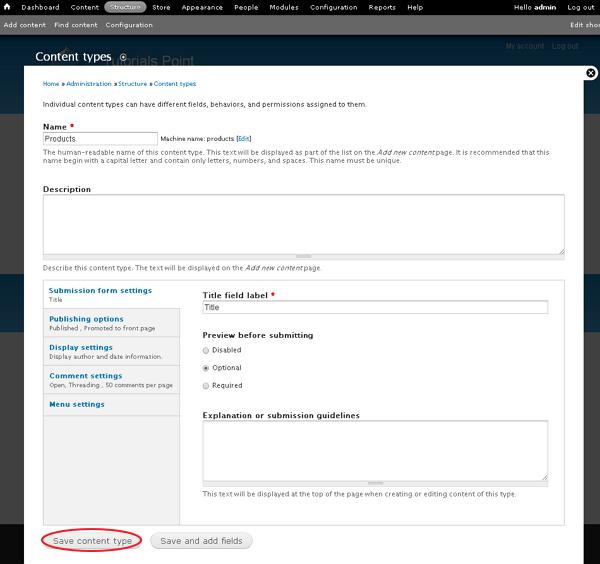 Dashboard Content Structure Store Appearance People Modules Configuration Reports Help Hello admin Log out
Add content Find content Configuration Edit shor
My account Log out
Content types
Tutorials Point
Home » Administration » Structure » Content types
Individual content types can have different fields, behaviors, and permissions assigned to them.
Name *
Products. Machine name: products [Edit]
The human-readable name of this content type. This text will be displayed as part of the list on the Add new content page. It is recommended that this
name begin with a capital letter and contain only letters, numbers, and spaces. This name must be unique.
Description
Describe this content type. The text will be displayed on the Add new content page.
Submission form settings
Title
Publishing options
Published , Promoted to front page
Display settings
Display author and date information.
Comment settings
Open, Threading , 50 comments per page
Menu settings
Title field label *
Title
Preview before submitting
Disabled
Optional
Required
Explanation or submission guidelines
This text will be displayed at the top of the page when creating or editing content of this type.
Save content type Save and add fields